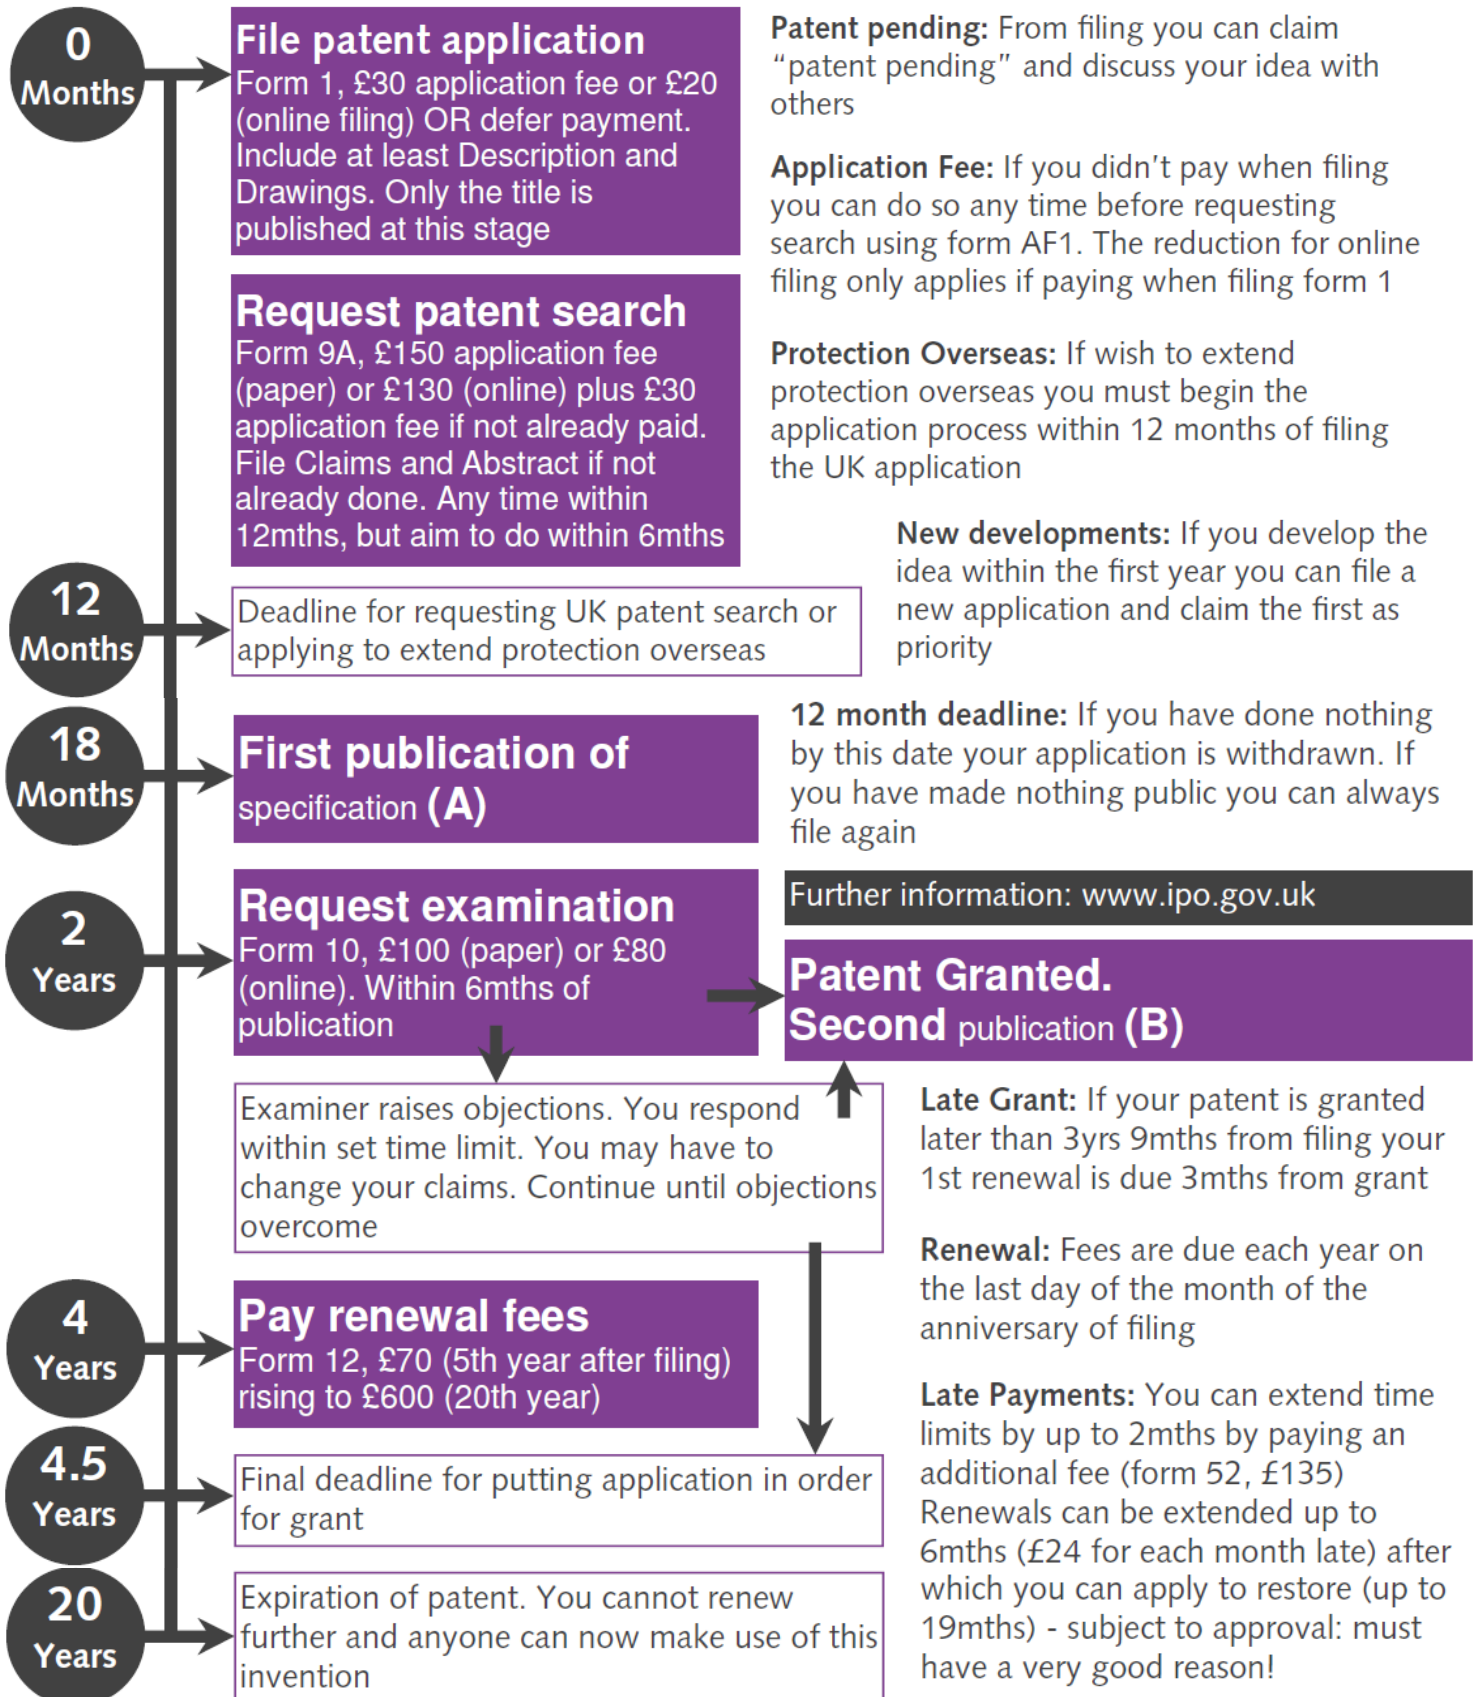 0
Months
File patent application
Form 1, £30 application fee or £20
(online filing) OR defer payment.
Include at least Description and
Drawings. Only the title is
published at this stage
Patent pending: From filing you can claim
“patent pending” and discuss your idea with
others
Application Fee: If you didn’t pay when filing
you can do so any time before requesting
search using form AF1. The reduction for online
filing only applies if paying when filing form 1
Request patent search
Form 9A, £150 application fee
(paper) or £130 (online) plus £30
application fee if not already paid.
File Claims and Abstract if not
already done. Any time within
12mths, but aim to do within 6mths
Protection Overseas: If wish to extend
protection overseas you must begin the
application process within 12 months of filing
the UK application
New developments: If you develop the
idea within the first year you can file a
new application and claim the first as
priority
12
Months
Deadline for requesting UK patent search or
applying to extend protection overseas
12 month deadline: If you have done nothing
by this date your application is withdrawn. If
you have made nothing public you can always
file again
18
Months
First publication of
specification (A)
Further information: www.ipo.gov.uk
2
Years
Request examination
Form 10, £100 (paper) or £80
(online). Within 6mths of
publication
Patent Granted.
Second publication (B)
Examiner raises objections. You respond
within set time limit. You may have to
change your claims. Continue until objections
overcome
Late Grant: If your patent is granted
later than 3yrs 9mths from filing your
1st renewal is due 3mths from grant
Renewal: Fees are due each year on
the last day of the month of the
anniversary of filing
4
Years
Pay renewal fees
Form 12, £70 (5th year after filing)
rising to £600 (20th year)
Late Payments: You can extend time
limits by up to 2mths by paying an
additional fee (form 52, £135)
Renewals can be extended up to
6mths (£24 for each month late) after
which you can apply to restore (up to
19mths) - subject to approval: must
have a very good reason!
4.5
Years
Final deadline for putting application in order
for grant
20
Years
Expiration of patent. You cannot renew
further and anyone can now make use of this
invention